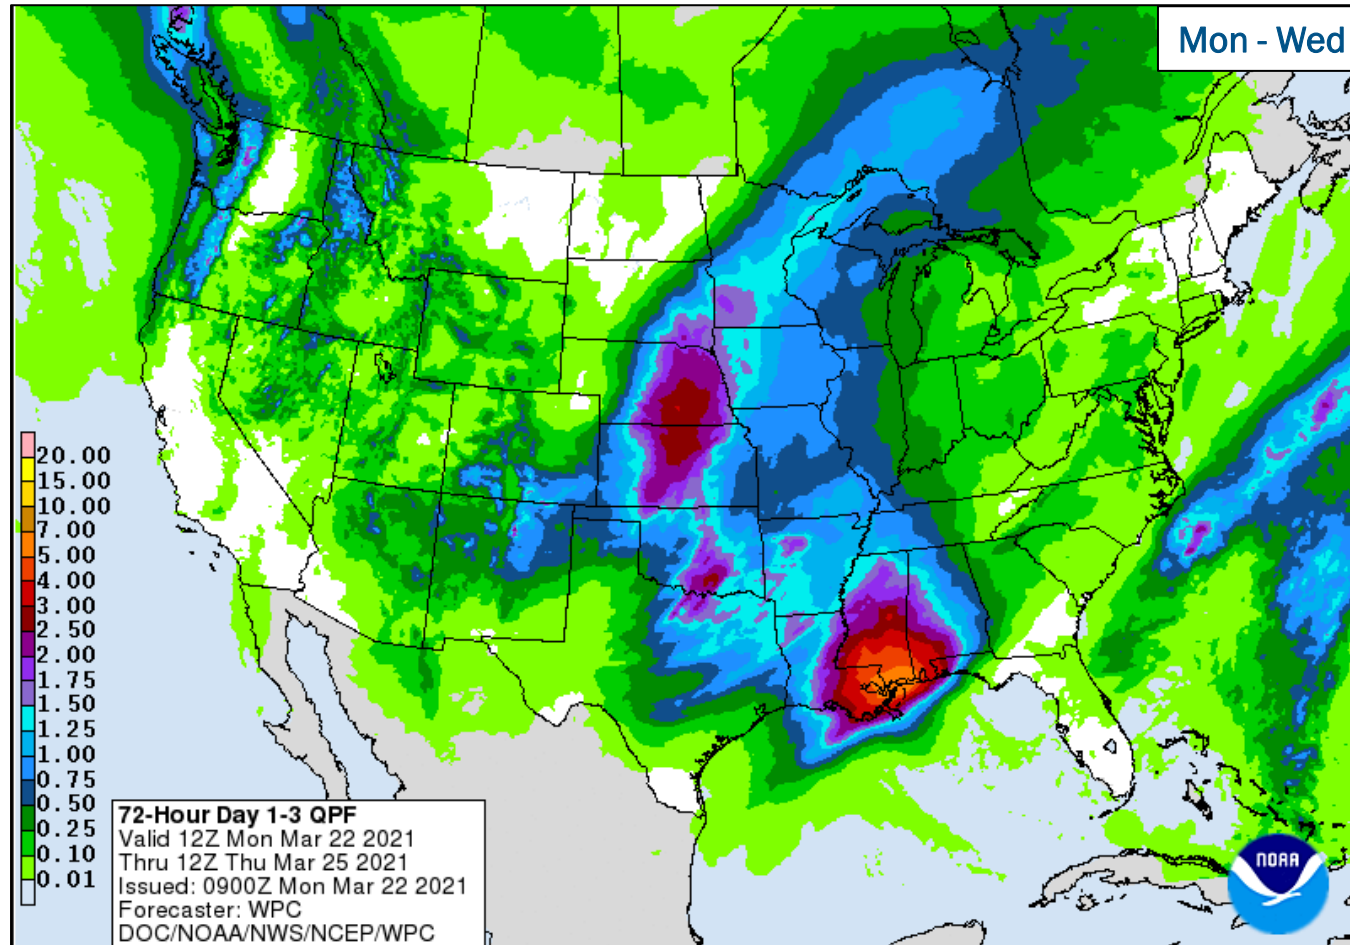 Mon - Wed
20.00
15.00
10.00
7.00
5.00
4.00
3.00
2.50
2.00
1.75
1.50
1.25
1.00
0.75
0.50
0.25
0.10
0.01
72-Hour Day 1-3 QPF
Valid 12Z Mon Mar 22 2021
Thru 12Z Thu Mar 25 2021
Issued: 0900Z Mon Mar 22 2021
Forecaster: WPC
DOC/NOAA/NWS/NCEP/WPC
NOAA